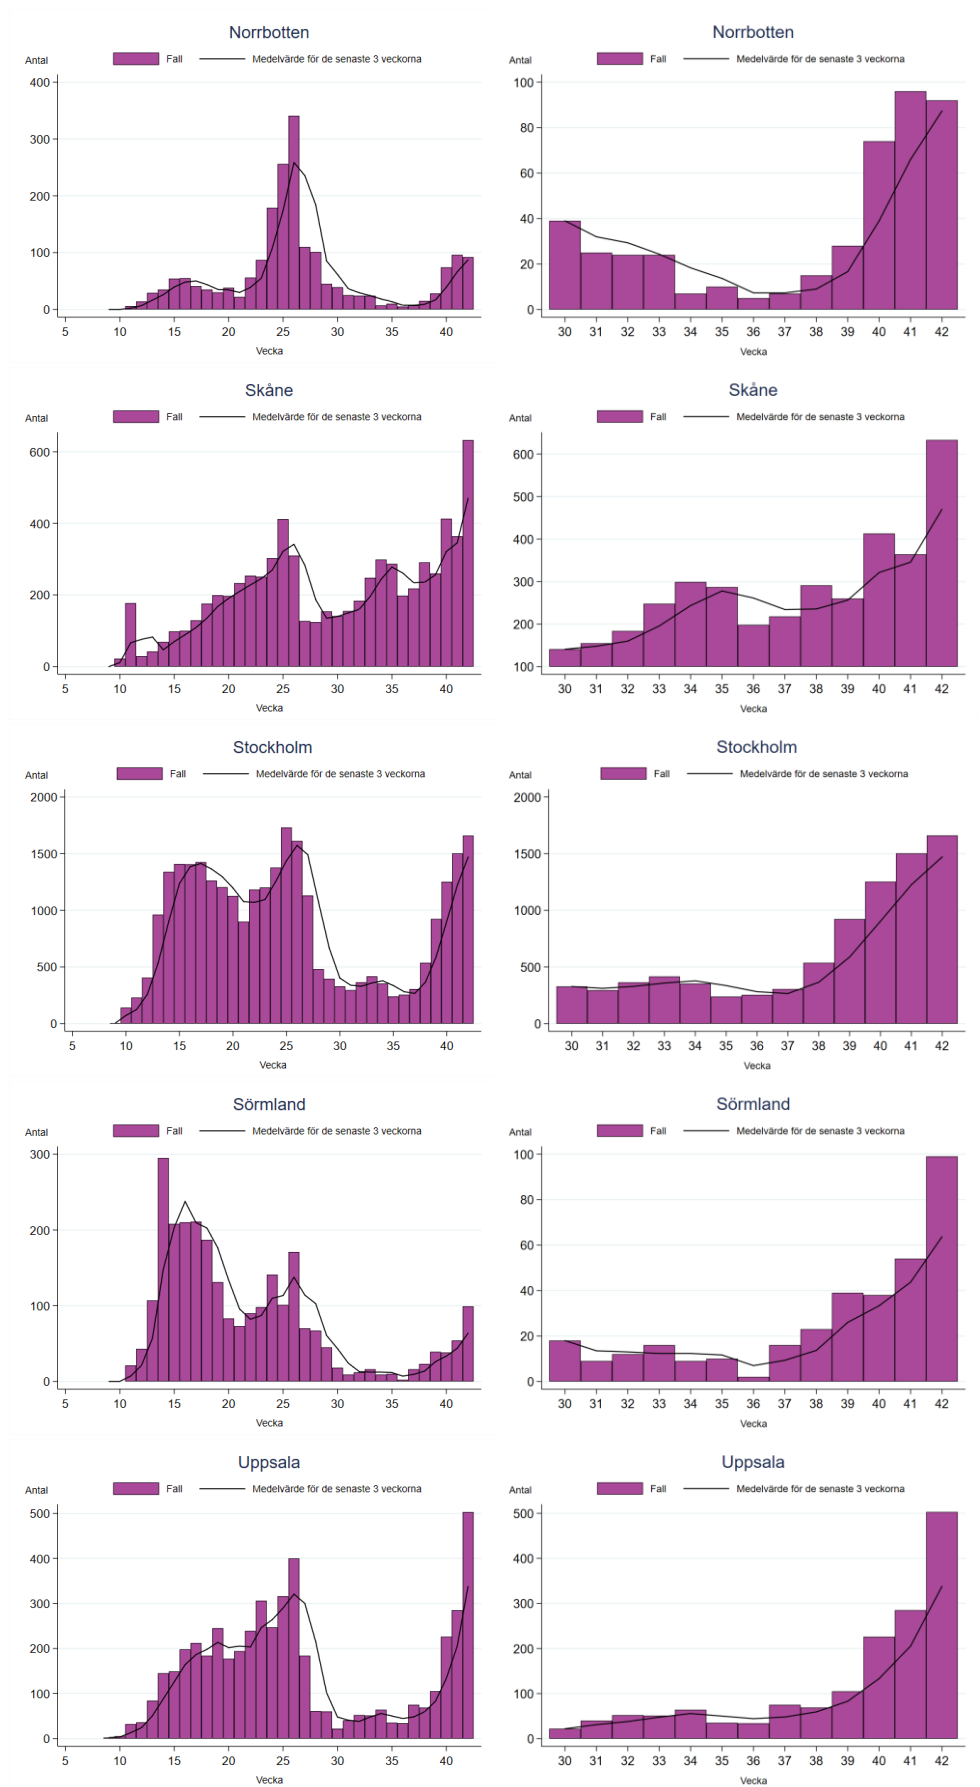 Norrbotten
Antal
Fall
Medelvärde för de senaste 3 veckorna
400
300
200
100
0
5 10 15 20 25 30 35 40
Vecka
Norrbotten
Antal
Fall
Medelvärde för de senaste 3 veckorna
100
80
60
40
20
0
30 31 32 33 34 35 36 37 38 39 40 41 42
Vecka
Skåne
Antal
Fall
Medelvärde för de senaste 3 veckorna
600
400
200
0
5 10 15 20 25 30 35 40
Vecka
Skåne
Antal
Fall
Medelvärde för de senaste 3 veckorna
600
500
400
300
200
100
30 31 32 33 34 35 36 37 38 39 40 41 42
Vecka
Stockholm
Antal
Fall
Medelvärde för de senaste 3 veckorna
2000
1500
1000
500
0
5 10 15 20 25 30 35 40
Vecka
Stockholm
Antal
Fall
Medelvärde för de senaste 3 veckorna
2000
1500
1000
500
0
30 31 32 33 34 35 36 37 38 39 40 41 42
Vecka
Sörmland
Antal
Fall
Medelvärde för de senaste 3 veckorna
300
200
100
0
5 10 15 20 25 30 35 40
Vecka
Sörmland
Antal
Fall
Medelvärde för de senaste 3 veckorna
100
80
60
40
20
0
30 31 32 33 34 35 36 37 38 39 40 41 42
Vecka
Uppsala
Antal
Fall
Medelvärde för de senaste 3 veckorna
500
400
300
200
100
0
5 10 15 20 25 30 35 40
Vecka
Uppsala
Antal
Fall
Medelvärde för de senaste 3 veckorna
500
400
300
200
100
0
30 31 32 33 34 35 36 37 38 39 40 41 42
Vecka